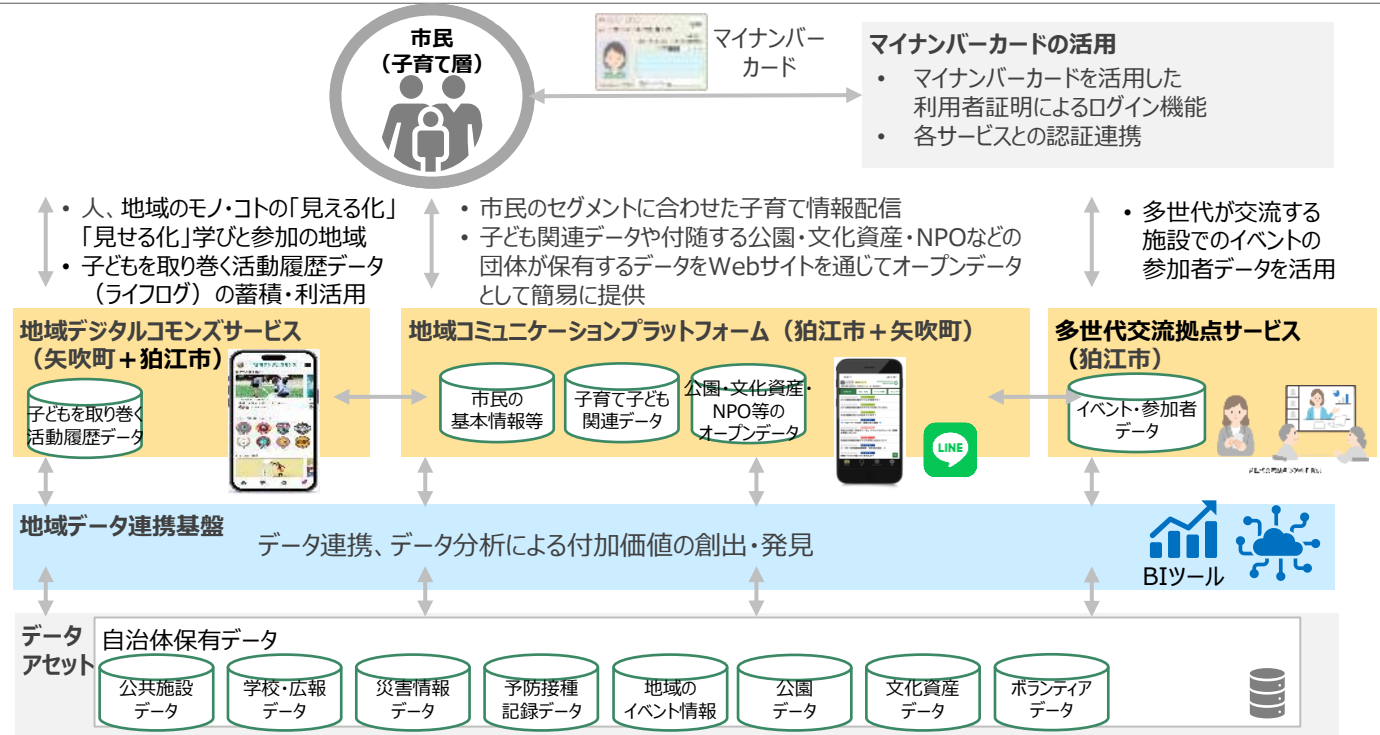 市民
（子育て層）
マイナンバー
カード
マイナンバーカードの活用
• マイナンバーカードを活用した
利用者証明によるログイン機能
• 各サービスとの認証連携
• 人、地域のモノ・コトの「見える化」
「見せる化」学びと参加の地域
• 子どもを取り巻く活動履歴データ
（ライフログ）の蓄積・利活用
• 市民のセグメントに合わせた子育て情報配信
• 子ども関連データや付随する公園・文化資産・NPOなどの
団体が保有するデータをWebサイトを通じてオープンデータ
として簡易に提供
• 多世代が交流する
施設でのイベントの
参加者データを活用
地域デジタルコモンズサービス
（矢吹町＋狛江市）
子どもを取り巻く
活動履歴データ
地域コミュニケーションプラットフォーム（狛江市＋矢吹町）
市民の
基本情報等
子育て子ども
関連データ
公園・文化資産・
NPO等の
オープンデータ
LINE
多世代交流拠点サービス
（狛江市）
イベント・参加者
データ
地域データ連携基盤
データ連携、データ分析による付加価値の創出・発見
BIツール
データ
アセット
自治体保有データ
公共施設
データ
学校・広報
データ
災害情報
データ
予防接種
記録データ
地域の
イベント情報
公園
データ
文化資産
データ
ボランティア
データ